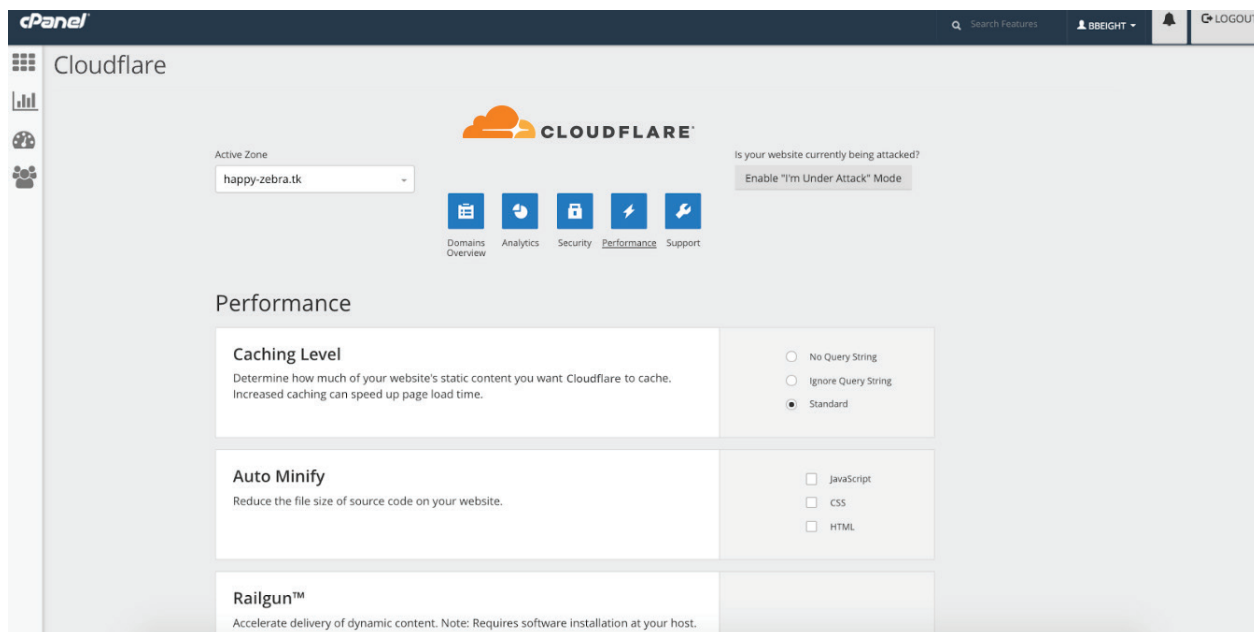 cPanel
Search Features
BBEIGHT
LOGOUT
Cloudflare
CLOUDFLARE
Active Zone
happy-zebra.tk
Is your website currently being attacked?
Enable "I'm Under Attack" Mode
Domains Overview
Analytics
Security
Performance
Support
Performance
Caching Level
Determine how much of your website's static content you want Cloudflare to cache.
Increased caching can speed up page load time.
No Query String
Ignore Query String
Standard
Auto Minify
Reduce the file size of source code on your website.
JavaScript
CSS
HTML
Railgun™
Accelerate delivery of dynamic content. Note: Requires software installation at your host.